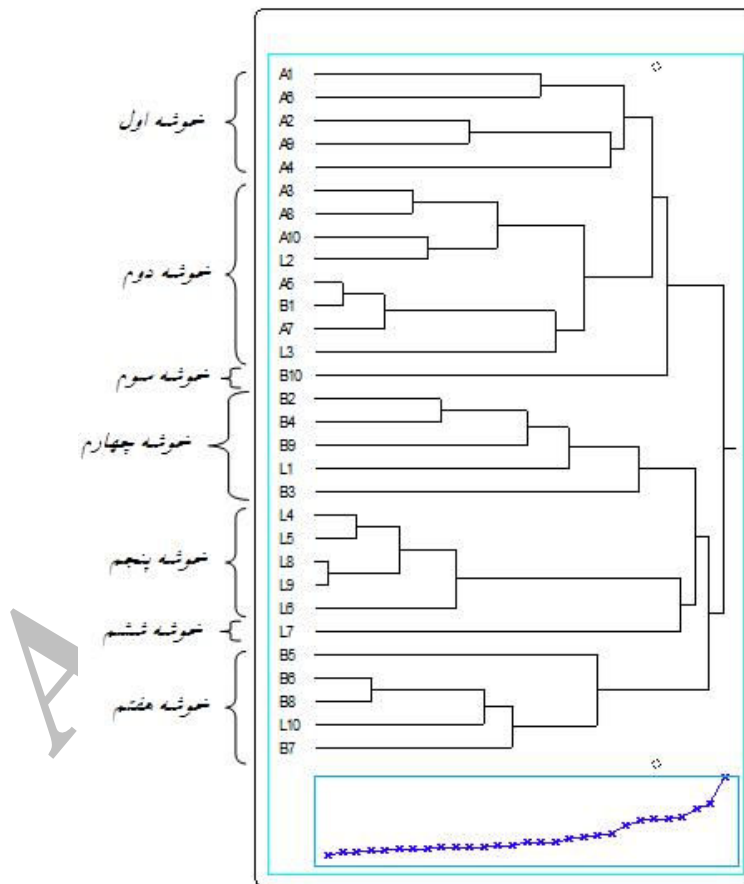 خوشه اول
خوشه دوم
خوشه سوم
خوشه چهارم
خوشه پنجم
خوشه ششم
خوشه هفتم
A1
A6
A2
A9
A4
A3
A8
A10
L2
A5
B1
A7
L3
B10
B2
B4
B9
L1
B3
L4
L5
L8
L9
L6
L7
B5
B6
B8
L10
B7
A